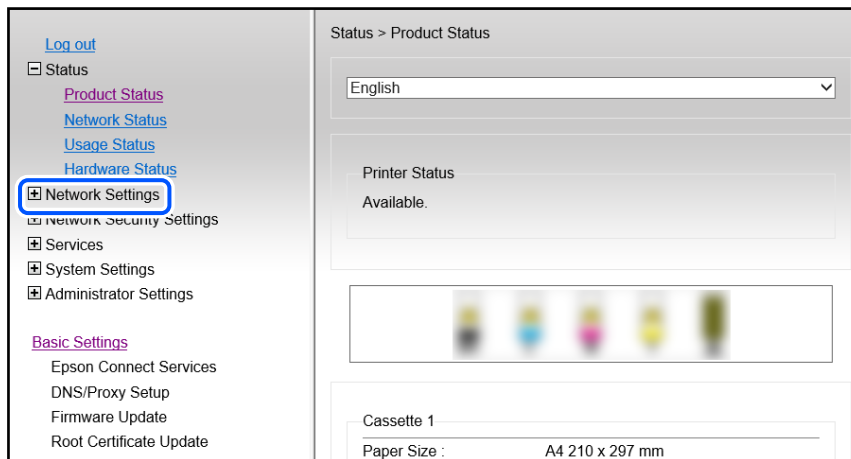 Log out
Status
Product Status
Network Status
Usage Status
Hardware Status
Network Settings
Network Security Settings
Services
System Settings
Administrator Settings
Basic Settings
Epson Connect Services
DNS/Proxy Setup
Firmware Update
Root Certificate Update
Status > Product Status
English
Printer Status
Available.
Cassette 1
Paper Size : A4 210 x 297 mm